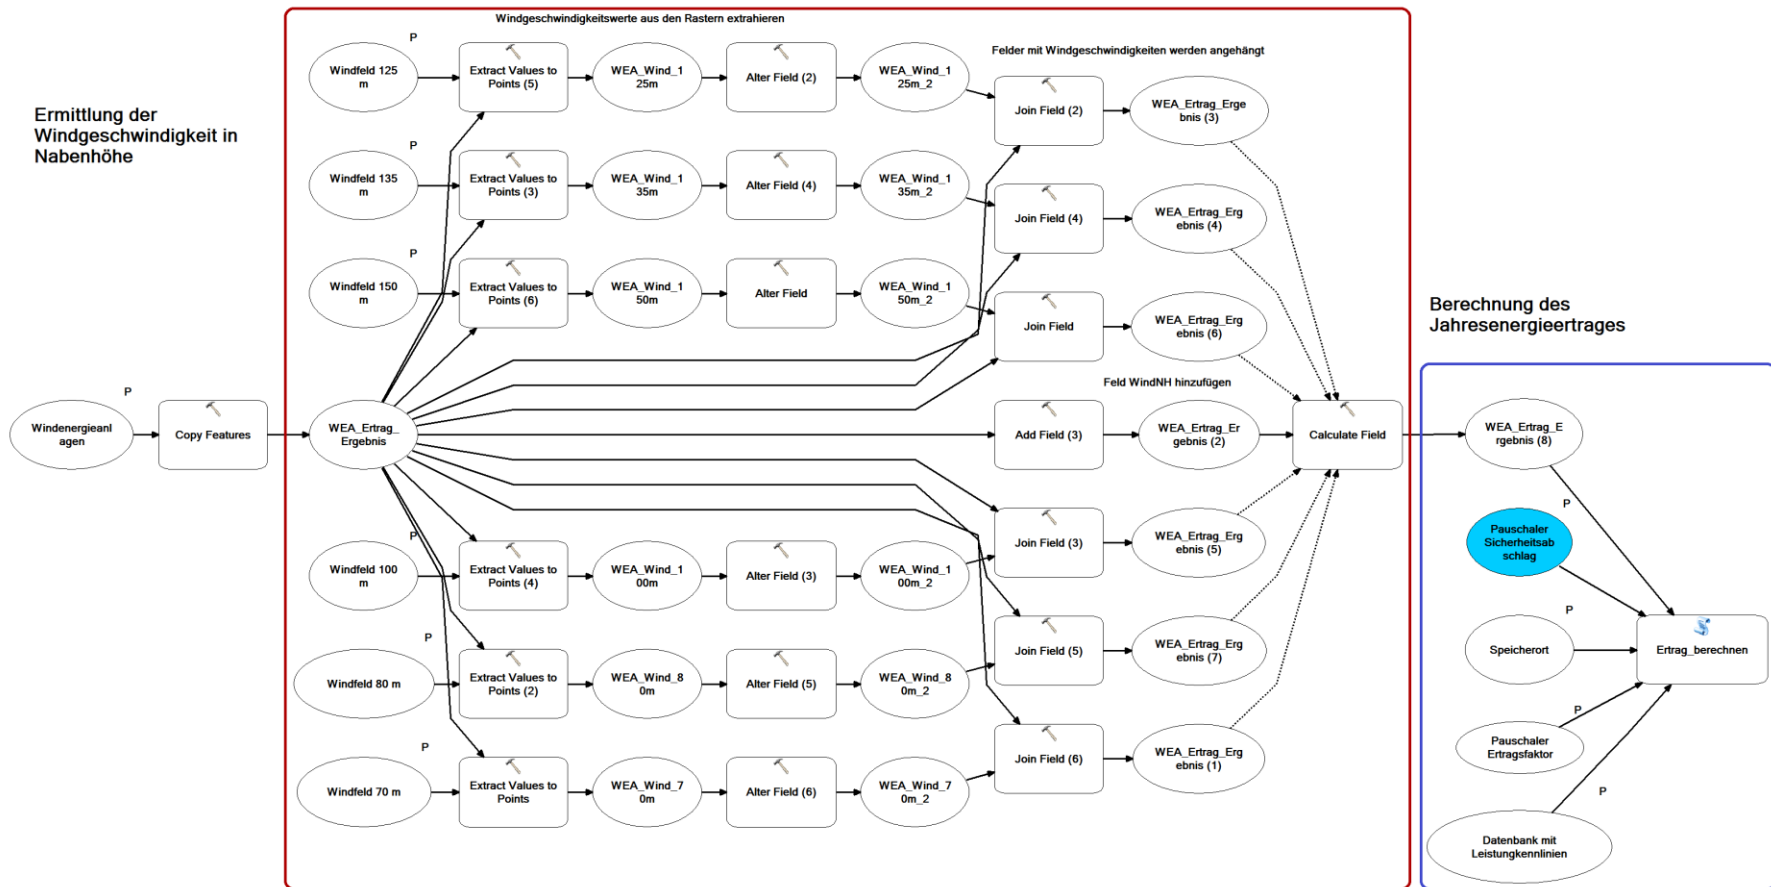 Windgeschwindigkeitswerte aus den Rastern extrahieren
Ermittlung der
Windgeschwindigkeit in
Nabenhöhe
Felder mit Windgeschwindigkeiten werden angehängt
P
Windfeld 125
m
Extract Values to
Points (5)
WEA_Wind_1
25m
Alter Field (2)
WEA_Wind_1
25m_2
Join Field (2)
WEA_Ertrag_Erge
bnis (3)
P
Windfeld 135
m
Extract Values to
Points (3)
WEA_Wind_1
35m
Alter Field (4)
WEA_Wind_1
35m_2
Join Field (4)
WEA_Ertrag_Erg
ebnis (4)
P
Windfeld 150
m
Extract Values to
Points (6)
WEA_Wind_1
50m
Alter Field
WEA_Wind_1
50m_2
Join Field
WEA_Ertrag_Erg
ebnis (6)
Feld WindNH hinzufügen
P
Windenergieanl
agen
Copy Features
WEA_Ertrag_
Ergebnis
Add Field (3)
WEA_Ertrag_Er
gebnis (2)
Calculate Field
P
Windfeld 100
m
Extract Values to
Points (4)
WEA_Wind_1
00m
Alter Field (3)
WEA_Wind_1
00m_2
Join Field (3)
WEA_Ertrag_Erg
ebnis (5)
P
Windfeld 80 m
Extract Values to
Points (2)
WEA_Wind_8
0m
Alter Field (5)
WEA_Wind_8
0m_2
Join Field (5)
WEA_Ertrag_Erg
ebnis (7)
P
Windfeld 70 m
Extract Values to
Points
WEA_Wind_7
0m
Alter Field (6)
WEA_Wind_7
0m_2
Join Field (6)
WEA_Ertrag_Erg
ebnis (1)
Berechnung des
Jahresenergieertrages
WEA_Ertrag_E
rgebnis (8)
P
Pauschaler
Sicherheitsab
schlag
P
Speicherort
Ertrag_berechnen
P
Pauschaler
Ertragsfaktor
P
Datenbank mit
Leistungkennlinien